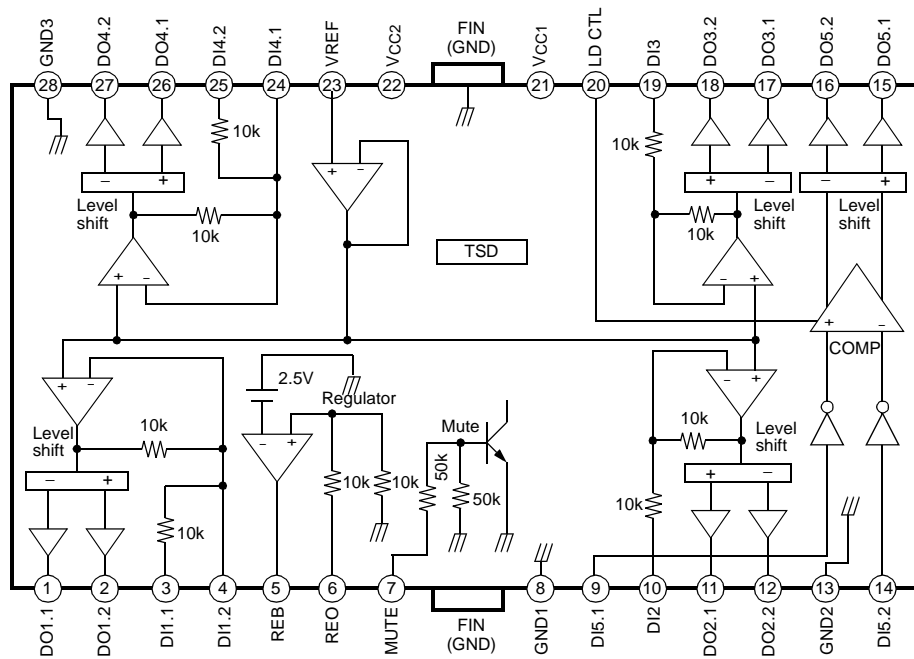 GND3
DO4.2
DO4.1
DI4.2
DI4.1
VREF
VCC2
FIN
(GND)
VCC1
LD CTL
DI3
DO3.2
DO3.1
DO5.2
DO5.1
28
27
26
25
24
23
22
21
20
19
18
17
16
15
10k
10k
+ -
- +
+ -
- +
Level
shift
10k
10k
Level
shift
Level
shift
TSD
+ -
- +
+ -
COMP
+ -
- +
2.5V
Regulator
- +
Mute
Level
shift
10k
10k
Level
shift
- +
+ -
50k
50k
10k
10k
10k
10k
1
2
3
4
5
6
7
8
9
10
11
12
13
14
DO1.1
DO1.2
DI1.1
DI1.2
REB
REO
MUTE
FIN
(GND)
GND1
DI5.1
DI2
DO2.1
DO2.2
GND2
DI5.2